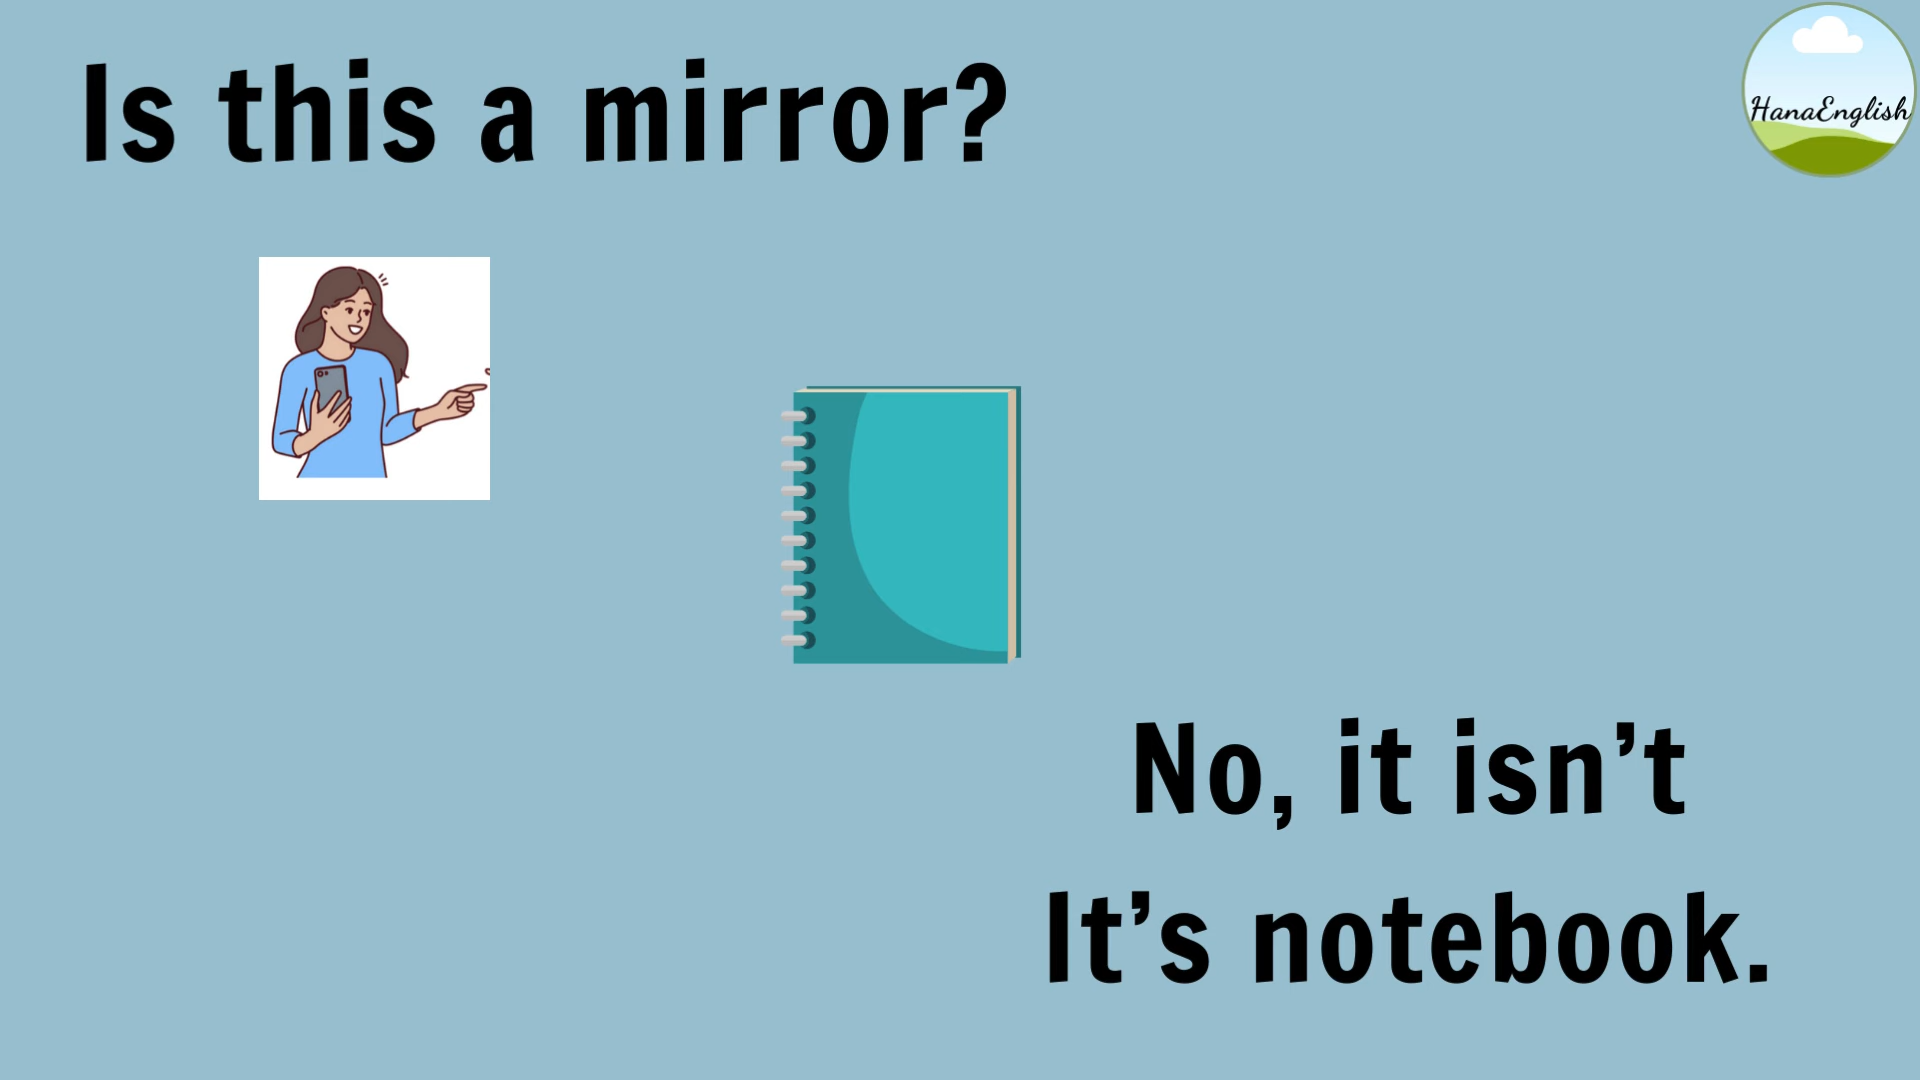 Is this a mirror?
HanaEnglish
No, it isn’t
It’s notebook.